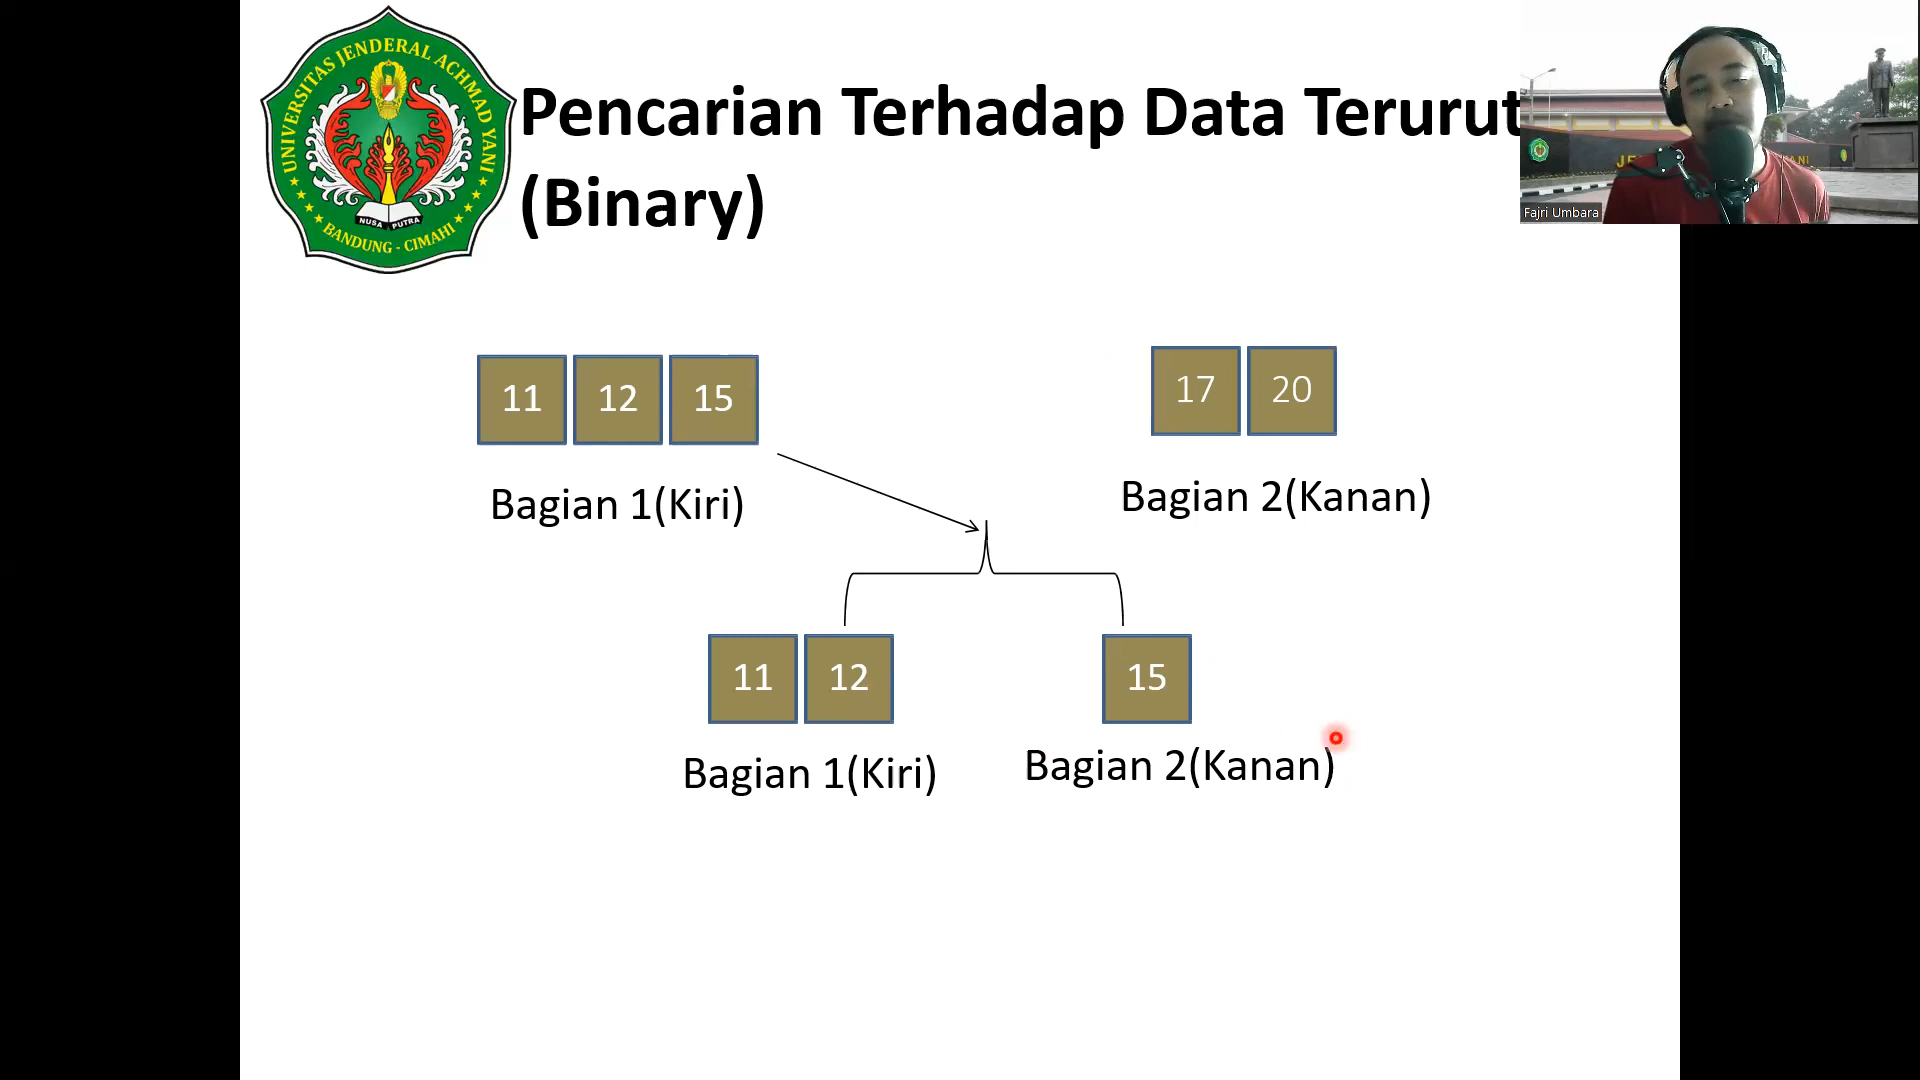 UNIVERSITAS JENDERAL ACHMAD YANI
NUSA PUTRA
BANDUNG - CIMAHI
Pencarian Terhadap Data Terurut
(Binary)
Fajri Umbara
11 12 15
17 20
Bagian 1(Kiri)
Bagian 2(Kanan)
11 12
15
Bagian 1(Kiri)
Bagian 2(Kanan)